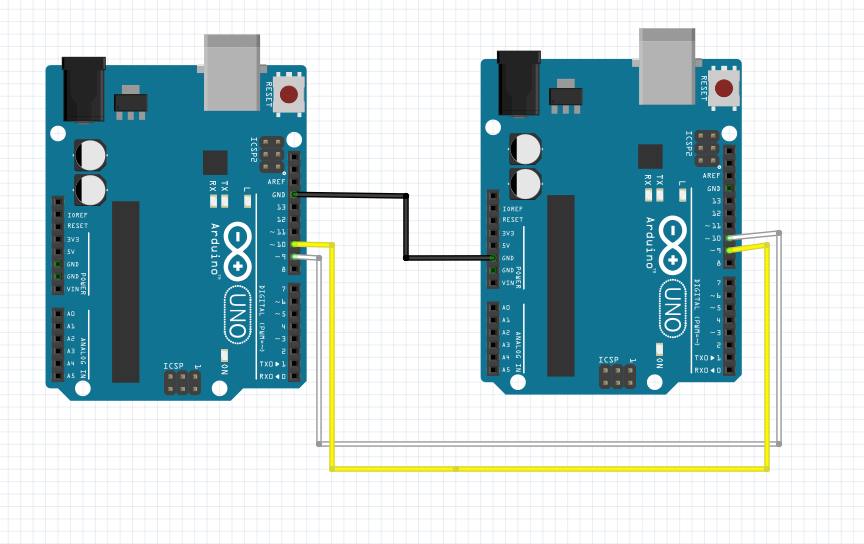 RESET
ICSP2
AREF
GND
13
12
~11
~10
~9
8
L
TX
RX
Arduino™
UNO
IOREF
RESET
3V3
5V
GND
GND
VIN
POWER
A0
A1
A2
A3
A4
A5
ANALOG IN
7
~6
~5
4
~3
2
TX0▶1
RX0◀0
DIGITAL (PWM=~)
ICSP
1
ON
RESET
ICSP2
AREF
GND
13
12
~11
~10
~9
8
L
TX
RX
Arduino™
UNO
IOREF
RESET
3V3
5V
GND
GND
VIN
POWER
A0
A1
A2
A3
A4
A5
ANALOG IN
7
~6
~5
4
~3
2
TX0▶1
RX0◀0
DIGITAL (PWM=~)
ICSP
1
ON